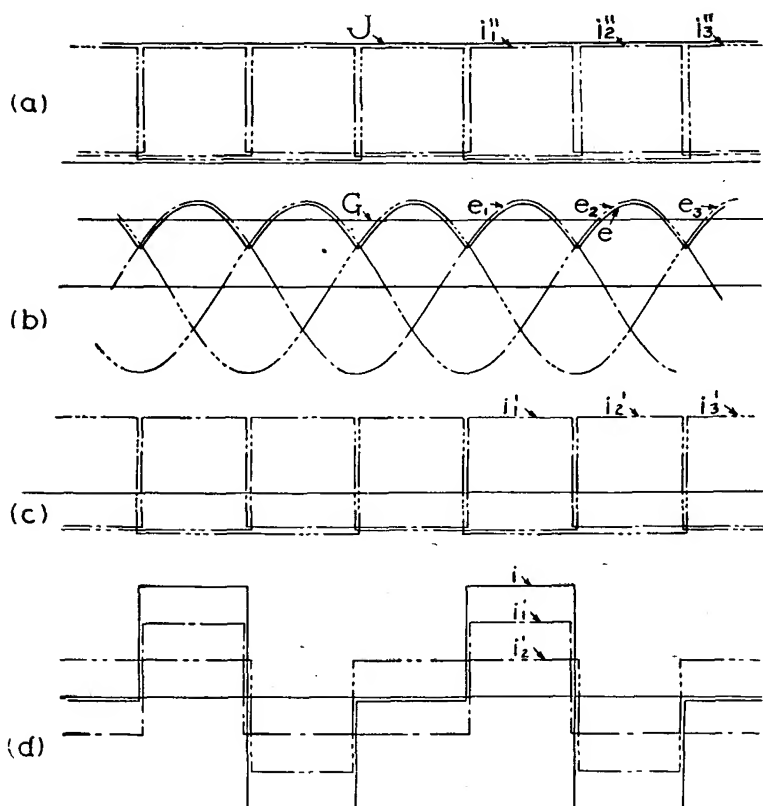 J i₁" i₂" i₃"
(a)
G e₁ e₂ e e₃
(b)
i₁' i₂' i₃'
(c)
i
i₁'
i₂'
(d)